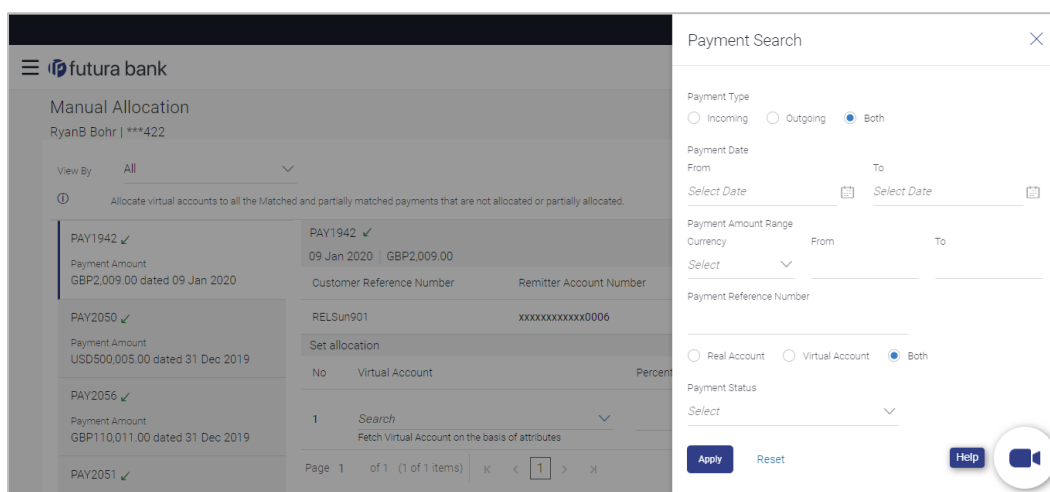 futura bank
Manual Allocation
RyanB Bohr | ***422
View By All
Allocate virtual accounts to all the Matched and partially matched payments that are not allocated or partially allocated.
PAY1942
Payment Amount
GBP2,009.00 dated 09 Jan 2020
PAY2050
Payment Amount
USD500,005.00 dated 31 Dec 2019
PAY2056
Payment Amount
GBP110,011.00 dated 31 Dec 2019
PAY2051
PAY1942
09 Jan 2020 | GBP2,009.00
Customer Reference Number Remitter Account Number
RELSun901 xxxxxxxxxxxx0006
Set allocation
No Virtual Account Percent
1 Search
Fetch Virtual Account on the basis of attributes
Page 1 of 1 (1 of 1 items) 1
Payment Search
Payment Type
Incoming Outgoing Both
Payment Date
From To
Select Date Select Date
Payment Amount Range
Currency From To
Select
Payment Reference Number
Real Account Virtual Account Both
Payment Status
Select
Apply Reset Help